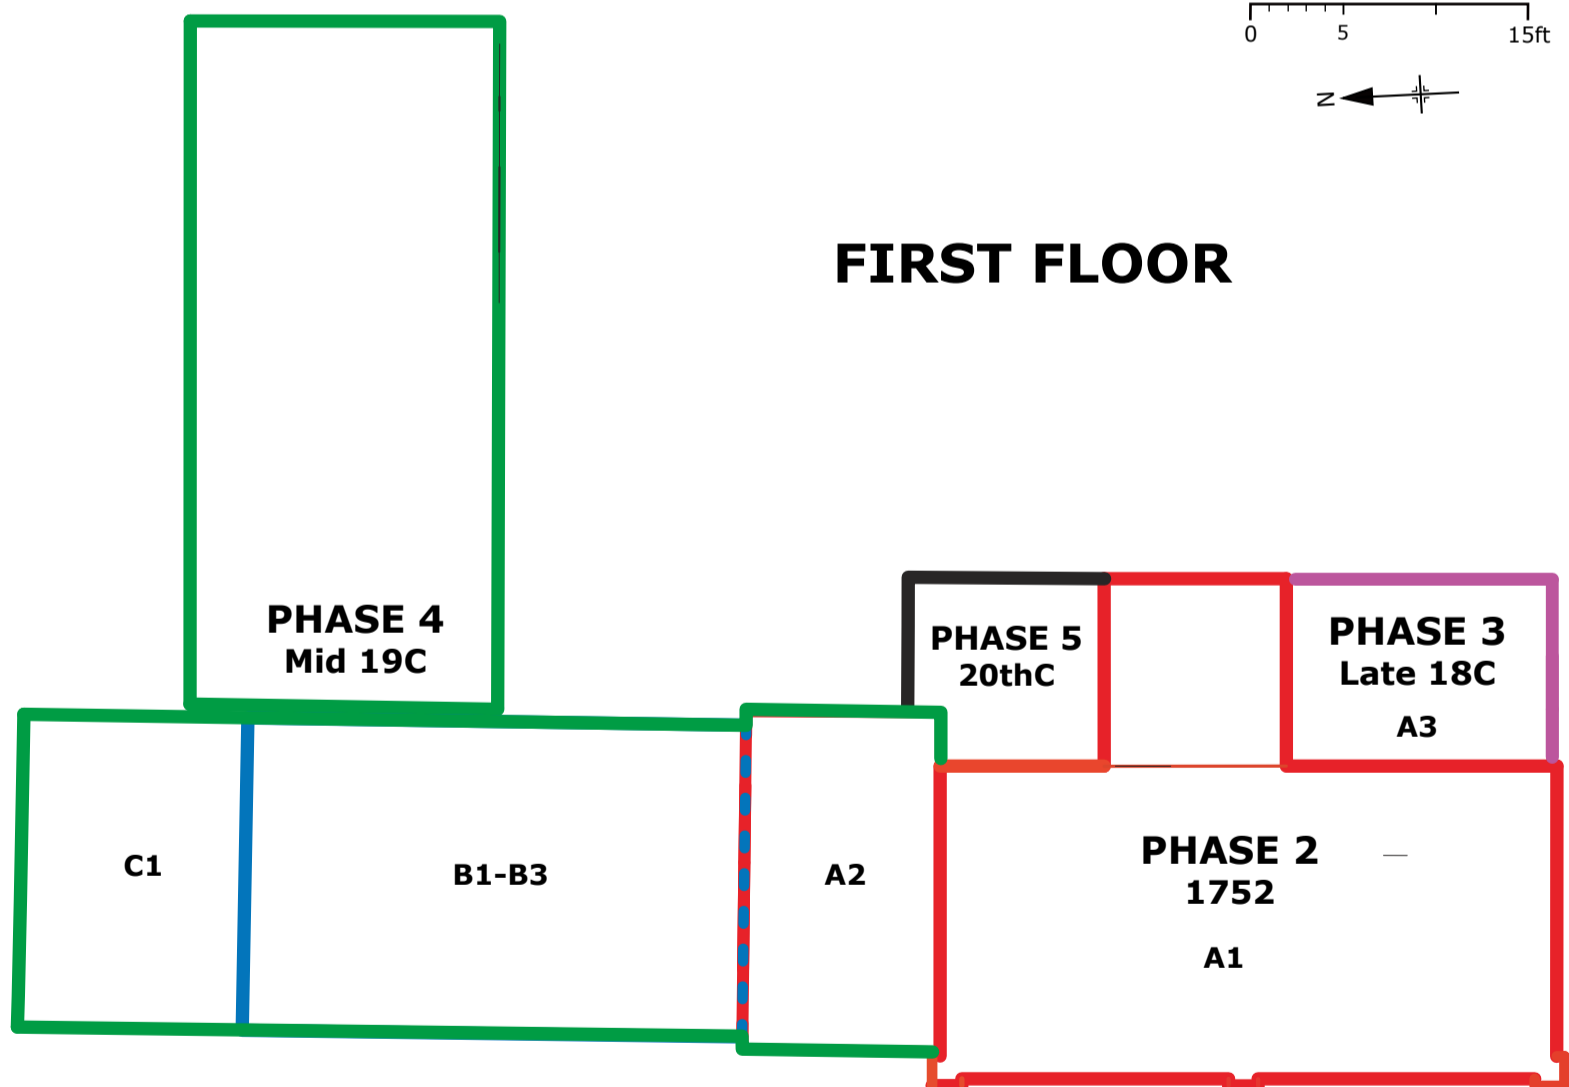 0 5 15ft
N
FIRST FLOOR
PHASE 4
Mid 19C
PHASE 5
20thC
PHASE 3
Late 18C
A3
C1
B1-B3
A2
PHASE 2
1752
A1